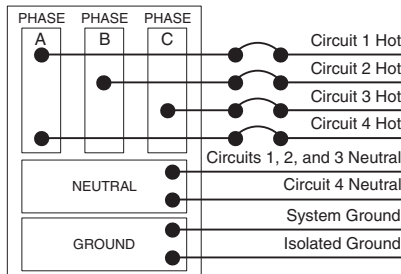 PHASE PHASE PHASE
A B C
Circuit 1 Hot
Circuit 2 Hot
Circuit 3 Hot
Circuit 4 Hot
Circuits 1, 2, and 3 Neutral
NEUTRAL
Circuit 4 Neutral
System Ground
GROUND
Isolated Ground